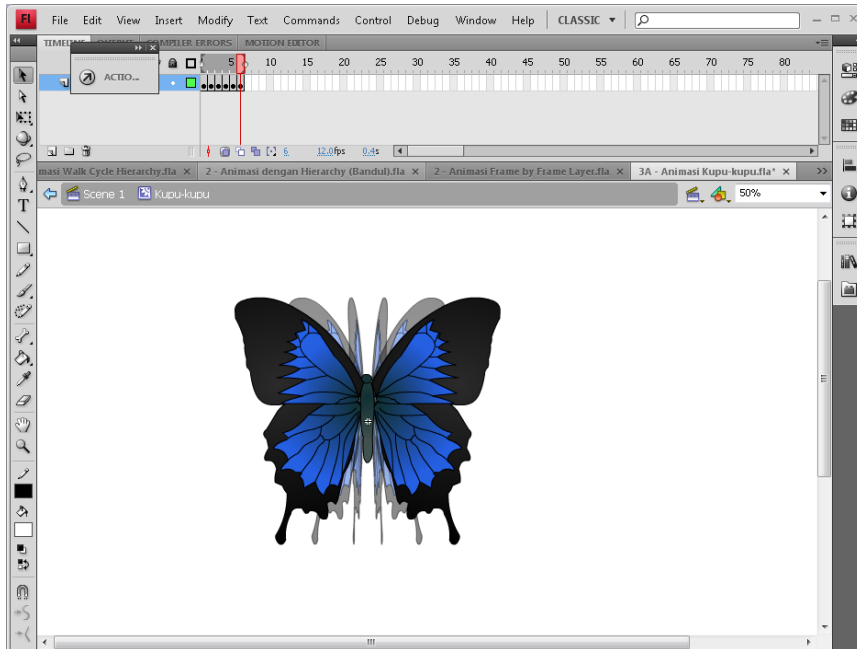 Fl File Edit View Insert Modify Text Commands Control Debug Window Help CLASSIC
TIMELINE OUTPUT COMPILER ERRORS MOTION EDITOR
5 10 15 20 25 30 35 40 45 50 55 60 65 70 75 80
ACTIO...
6 12.0fps 0.4s
masi Walk Cycle Hierarchy.fla × 2 - Animasi dengan Hierarchy (Bandul).fla × 2 - Animasi Frame by Frame Layer.fla × 3A - Animasi Kupu-kupu.fla* ×
Scene 1 Kupu-kupu 50%
T